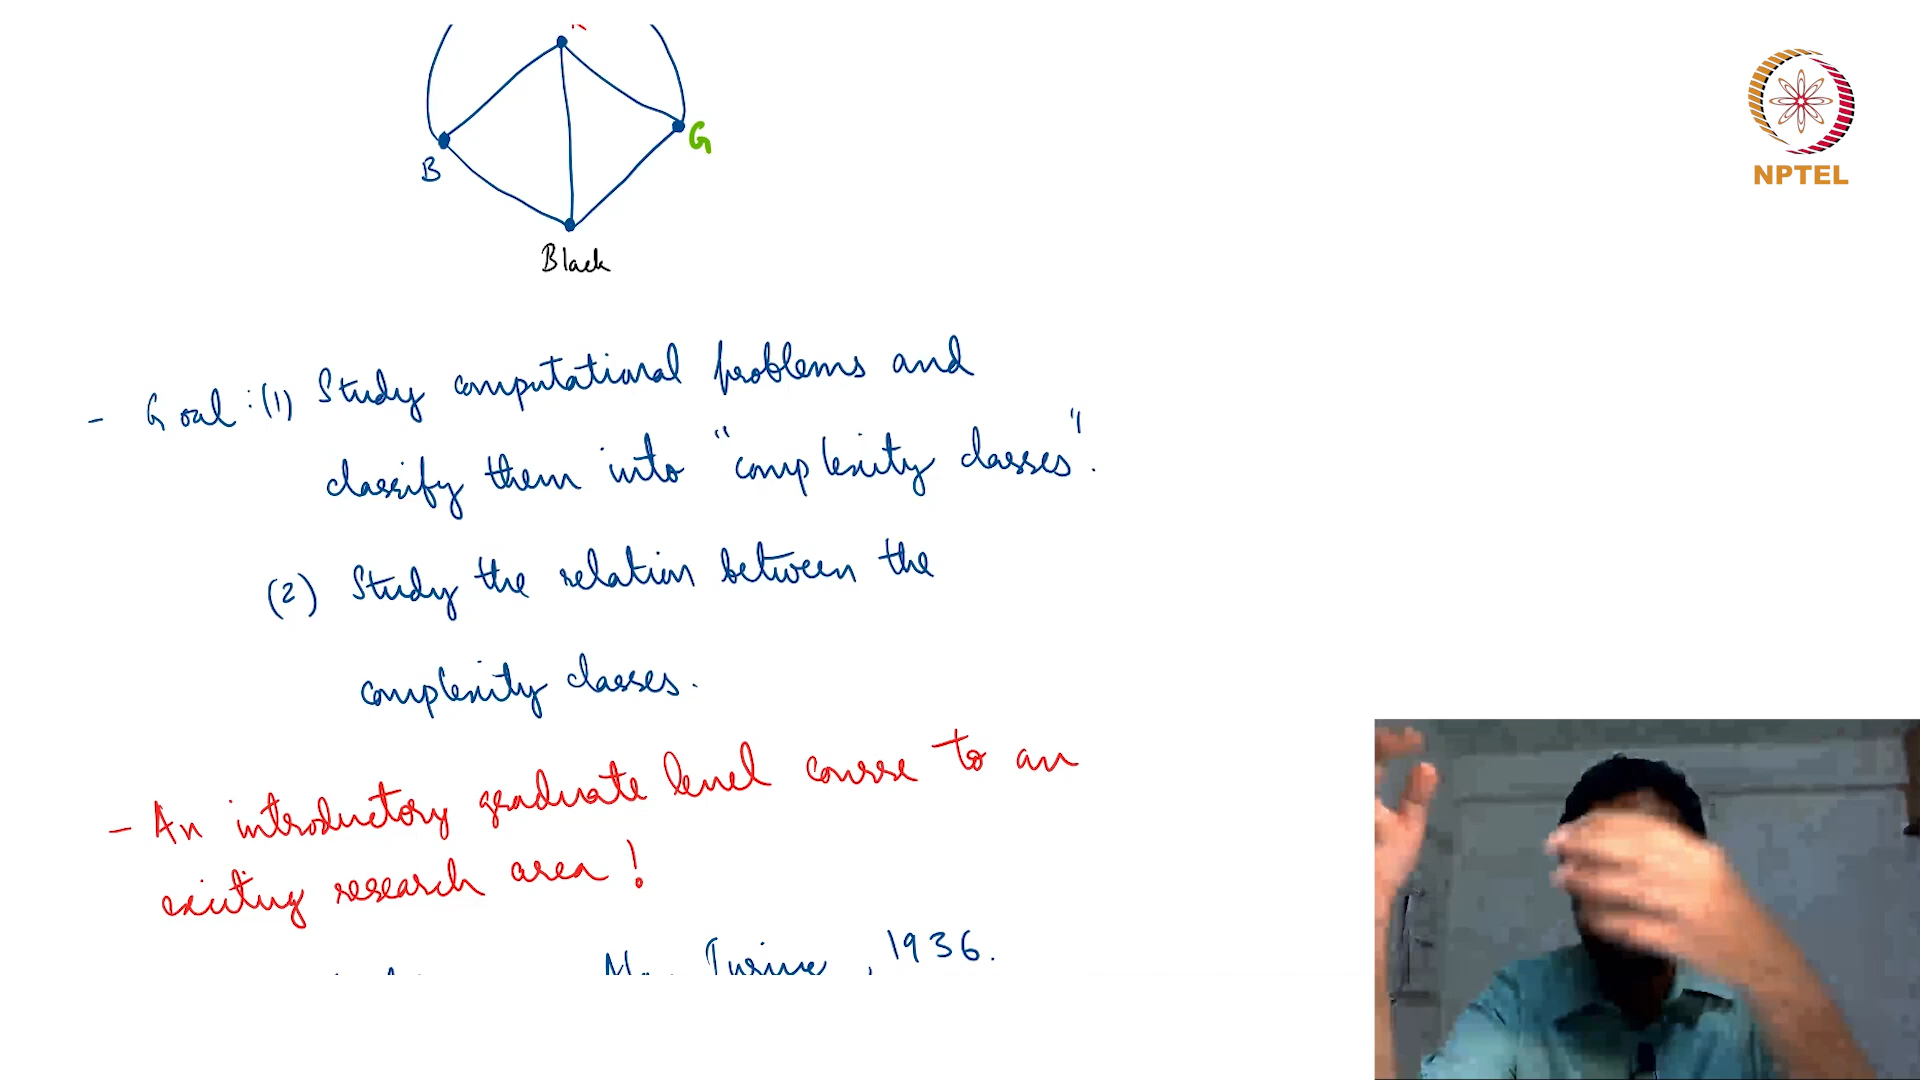 G
B
Black
- Goal: (1) Study computational problems and
classify them into "complexity classes".
(2) Study the relation between the
complexity classes.
- An introductory graduate level course to an
exciting research area!
Turing, 1936.
NPTEL